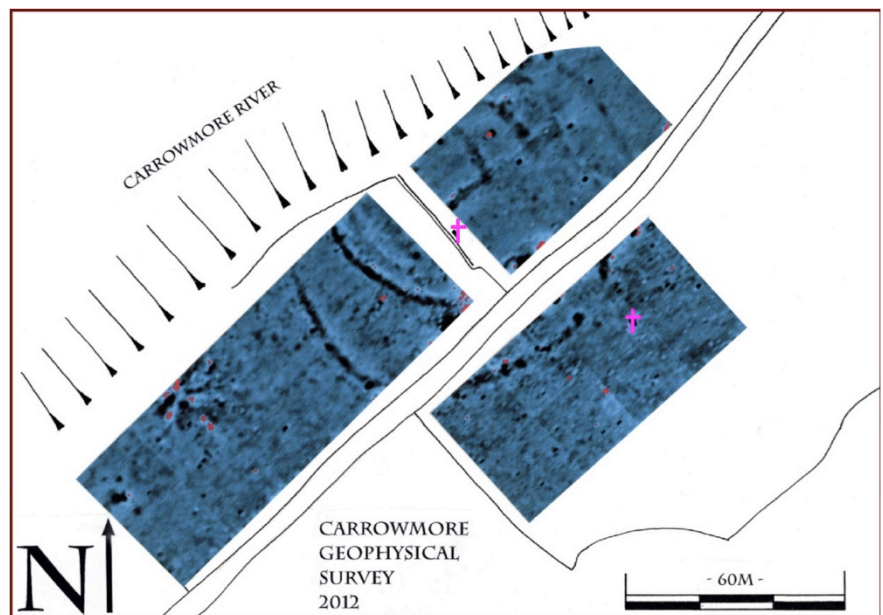 CARROWMORE RIVER
N
CARROWMORE
GEOPHYSICAL
SURVEY
2012
- 60M -